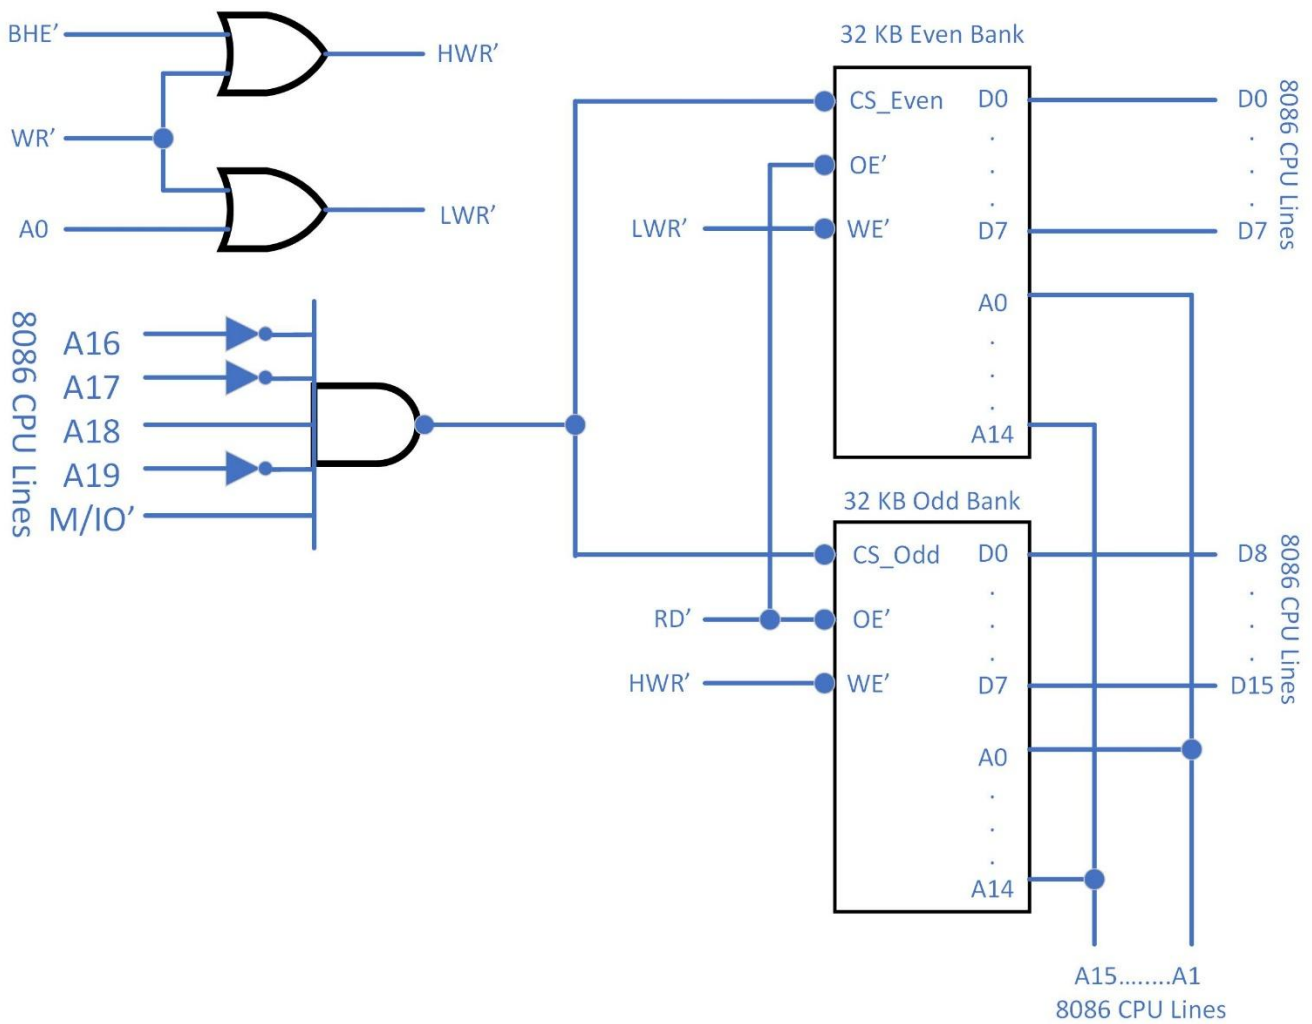 BHE’
HWR’
WR’
A0
LWR’
8086 CPU Lines
A16
A17
A18
A19
M/IO’
32 KB Even Bank
CS_Even
D0
D0
OE’
LWR’
WE’
D7
D7
A0
A14
8086 CPU Lines
32 KB Odd Bank
CS_Odd
D0
D8
RD’
OE’
HWR’
WE’
D7
D15
A0
A14
8086 CPU Lines
A15........A1
8086 CPU Lines